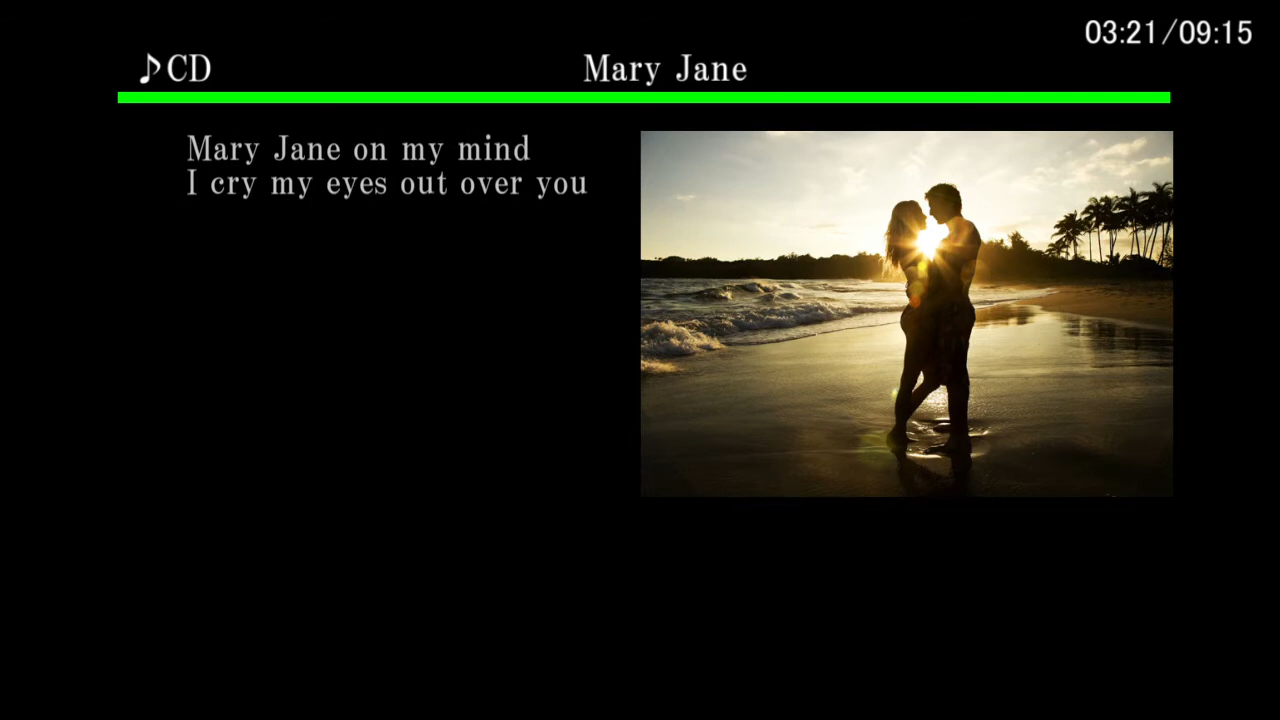 03:21/09:15
♪CD
Mary Jane
Mary Jane on my mind
I cry my eyes out over you